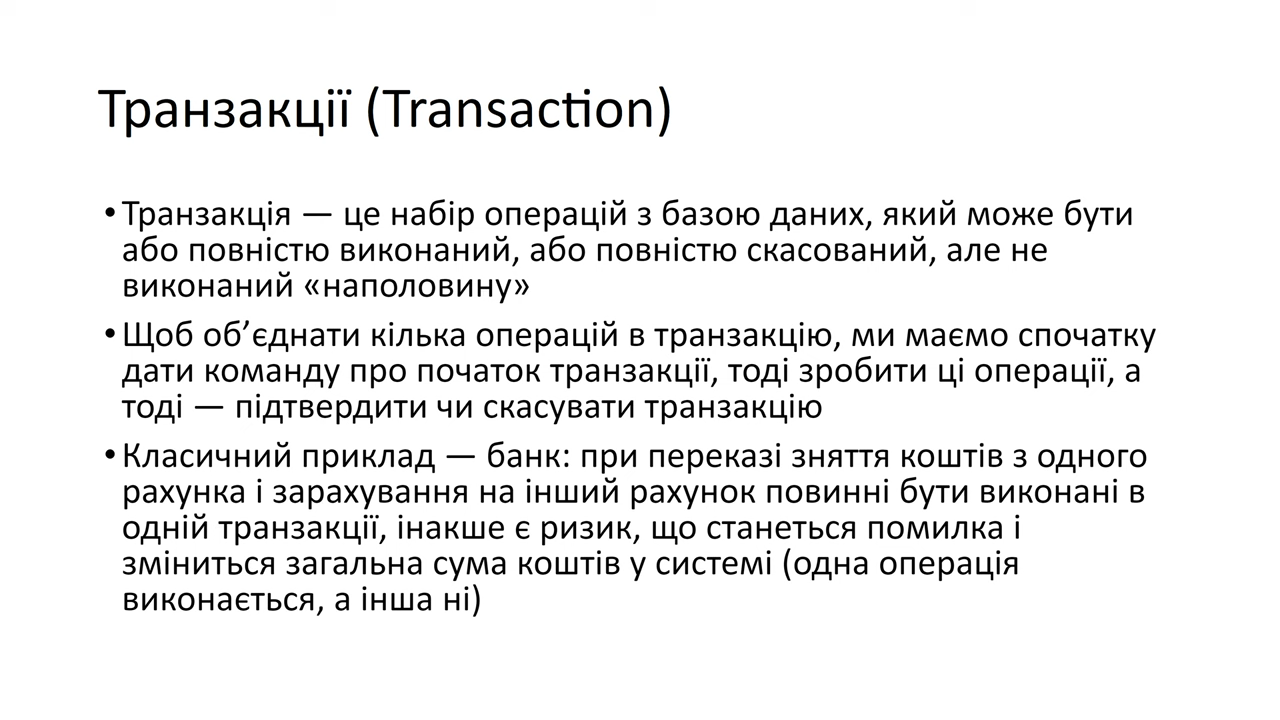 Транзакції (Transaction)
•Транзакція — це набір операцій з базою даних, який може бути
або повністю виконаний, або повністю скасований, але не
виконаний «наполовину»
•Щоб об’єднати кілька операцій в транзакцію, ми маємо спочатку
дати команду про початок транзакції, тоді зробити ці операції, а
тоді — підтвердити чи скасувати транзакцію
•Класичний приклад — банк: при переказі зняття коштів з одного
рахунка і зарахування на інший рахунок повинні бути виконані в
одній транзакції, інакше є ризик, що станеться помилка і
зміниться загальна сума коштів у системі (одна операція
виконається, а інша ні)